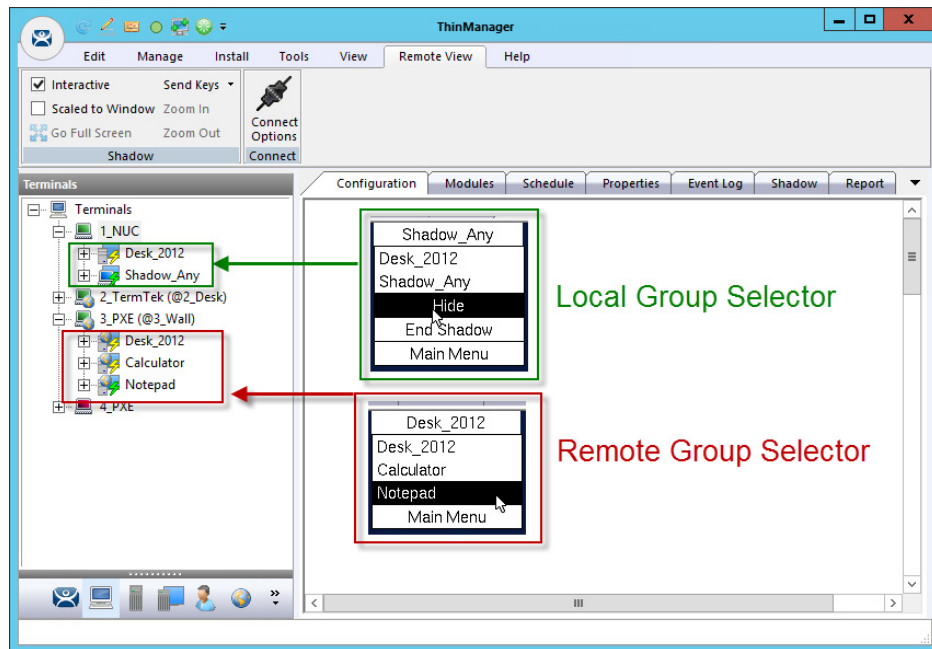 ThinManager
Edit Manage Install Tools View Remote View Help
Interactive Send Keys
Scaled to Window Zoom In
Go Full Screen Zoom Out
Connect Options
Shadow Connect
Terminals
Configuration Modules Schedule Properties Event Log Shadow Report
Terminals
1_NUC
Desk_2012
Shadow_Any
2_TermTek (@2_Desk)
3_PXE (@3_Wall)
Desk_2012
Calculator
Notepad
4_PXE
Shadow_Any
Desk_2012
Shadow_Any
Hide
End Shadow
Main Menu
Local Group Selector
Desk_2012
Desk_2012
Calculator
Notepad
Main Menu
Remote Group Selector